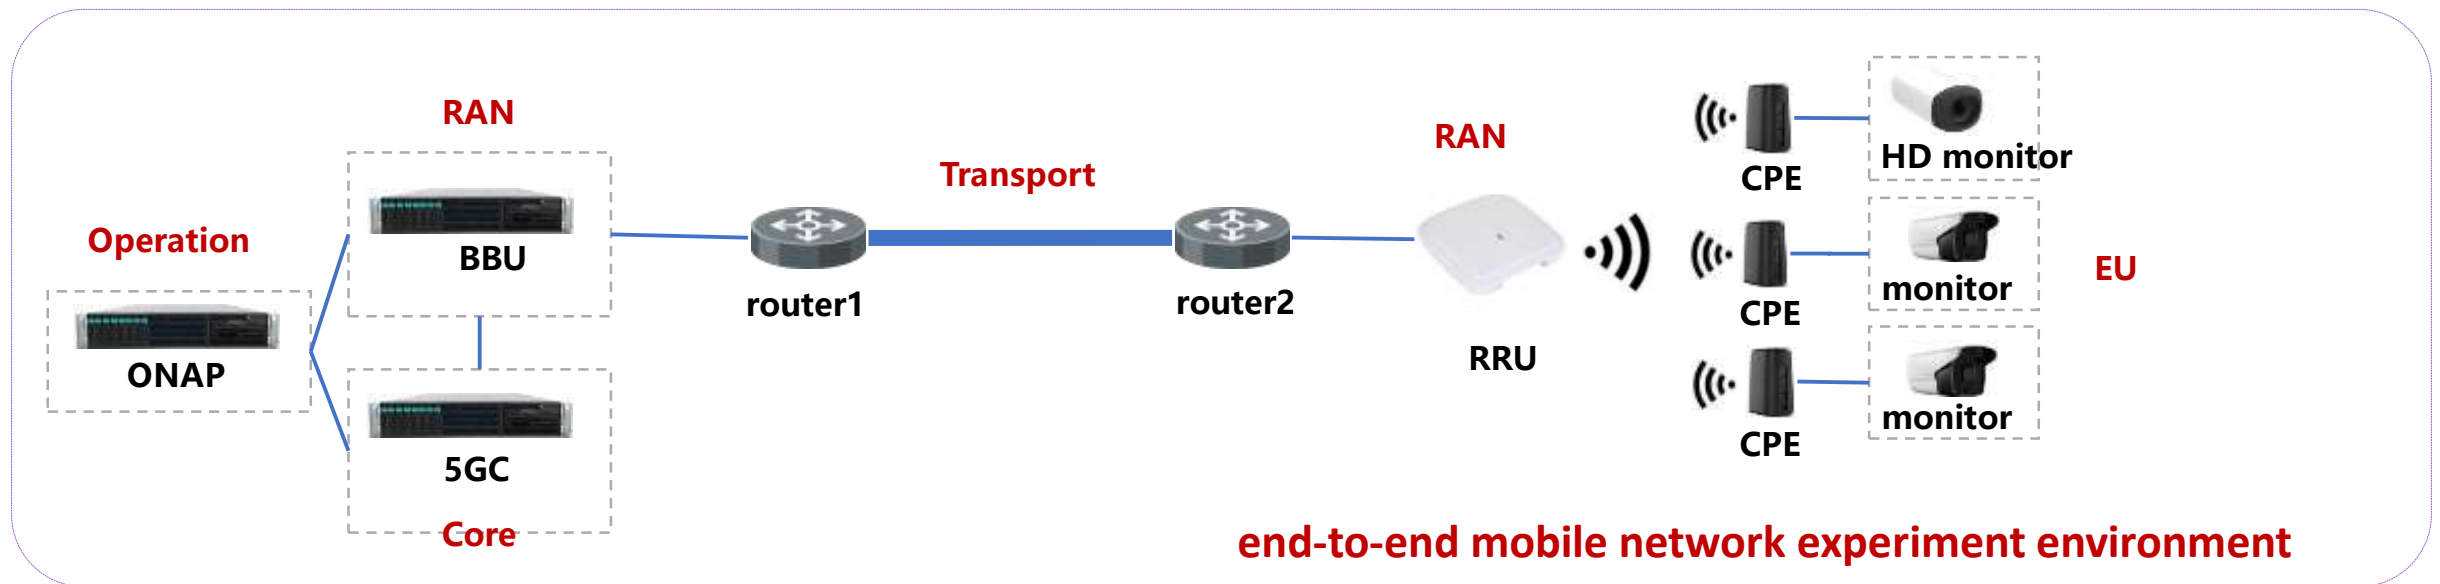 RAN
BBU
Operation
ONAP
5GC
Core
router1
Transport
router2
RAN
RRU
CPE
HD monitor
CPE
monitor
EU
CPE
monitor
end-to-end mobile network experiment environment